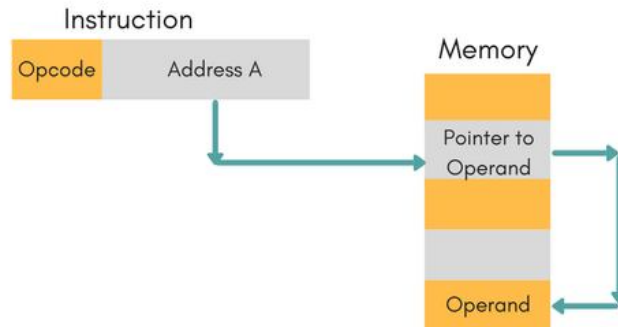 Instruction
Opcode
Address A
Memory
Pointer to
Operand
Operand